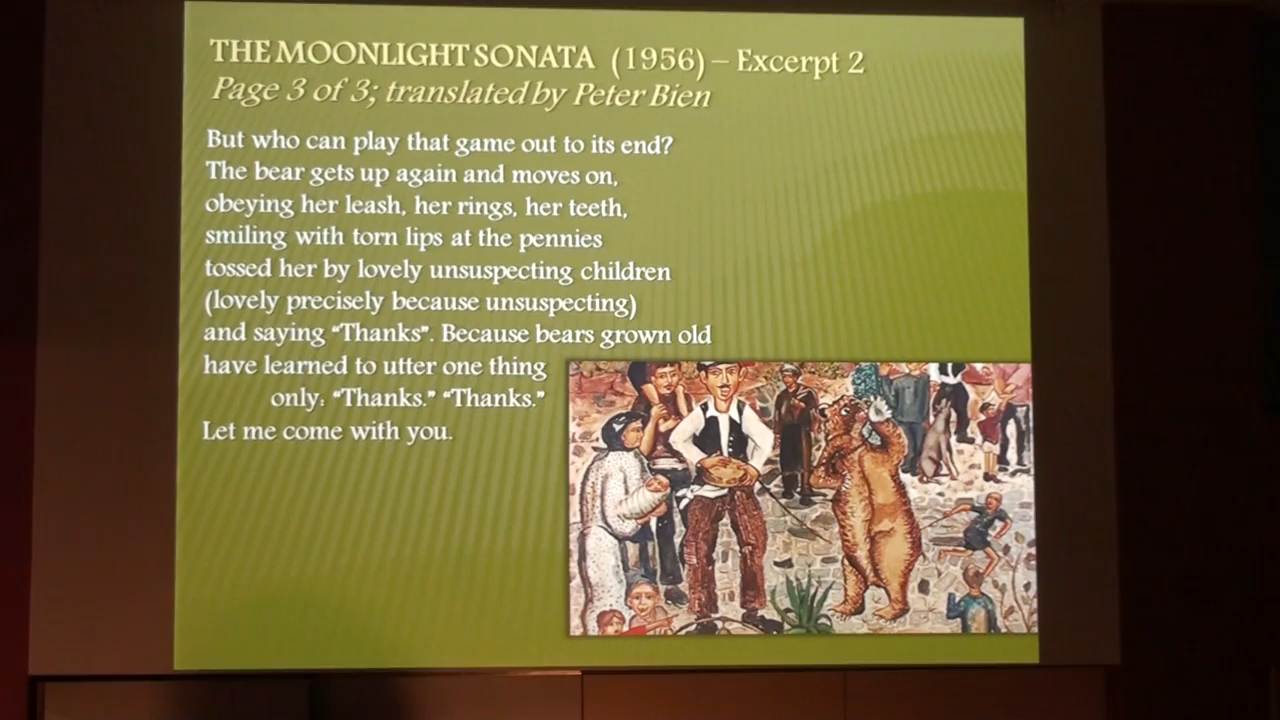 THE MOONLIGHT SONATA (1956) – Excerpt 2
Page 3 of 3; translated by Peter Bien
But who can play that game out to its end?
The bear gets up again and moves on,
obeying her leash, her rings, her teeth,
smiling with torn lips at the pennies
tossed her by lovely unsuspecting children
(lovely precisely because unsuspecting)
and saying “Thanks”. Because bears grown old
have learned to utter one thing
only: “Thanks.” “Thanks.”
Let me come with you.